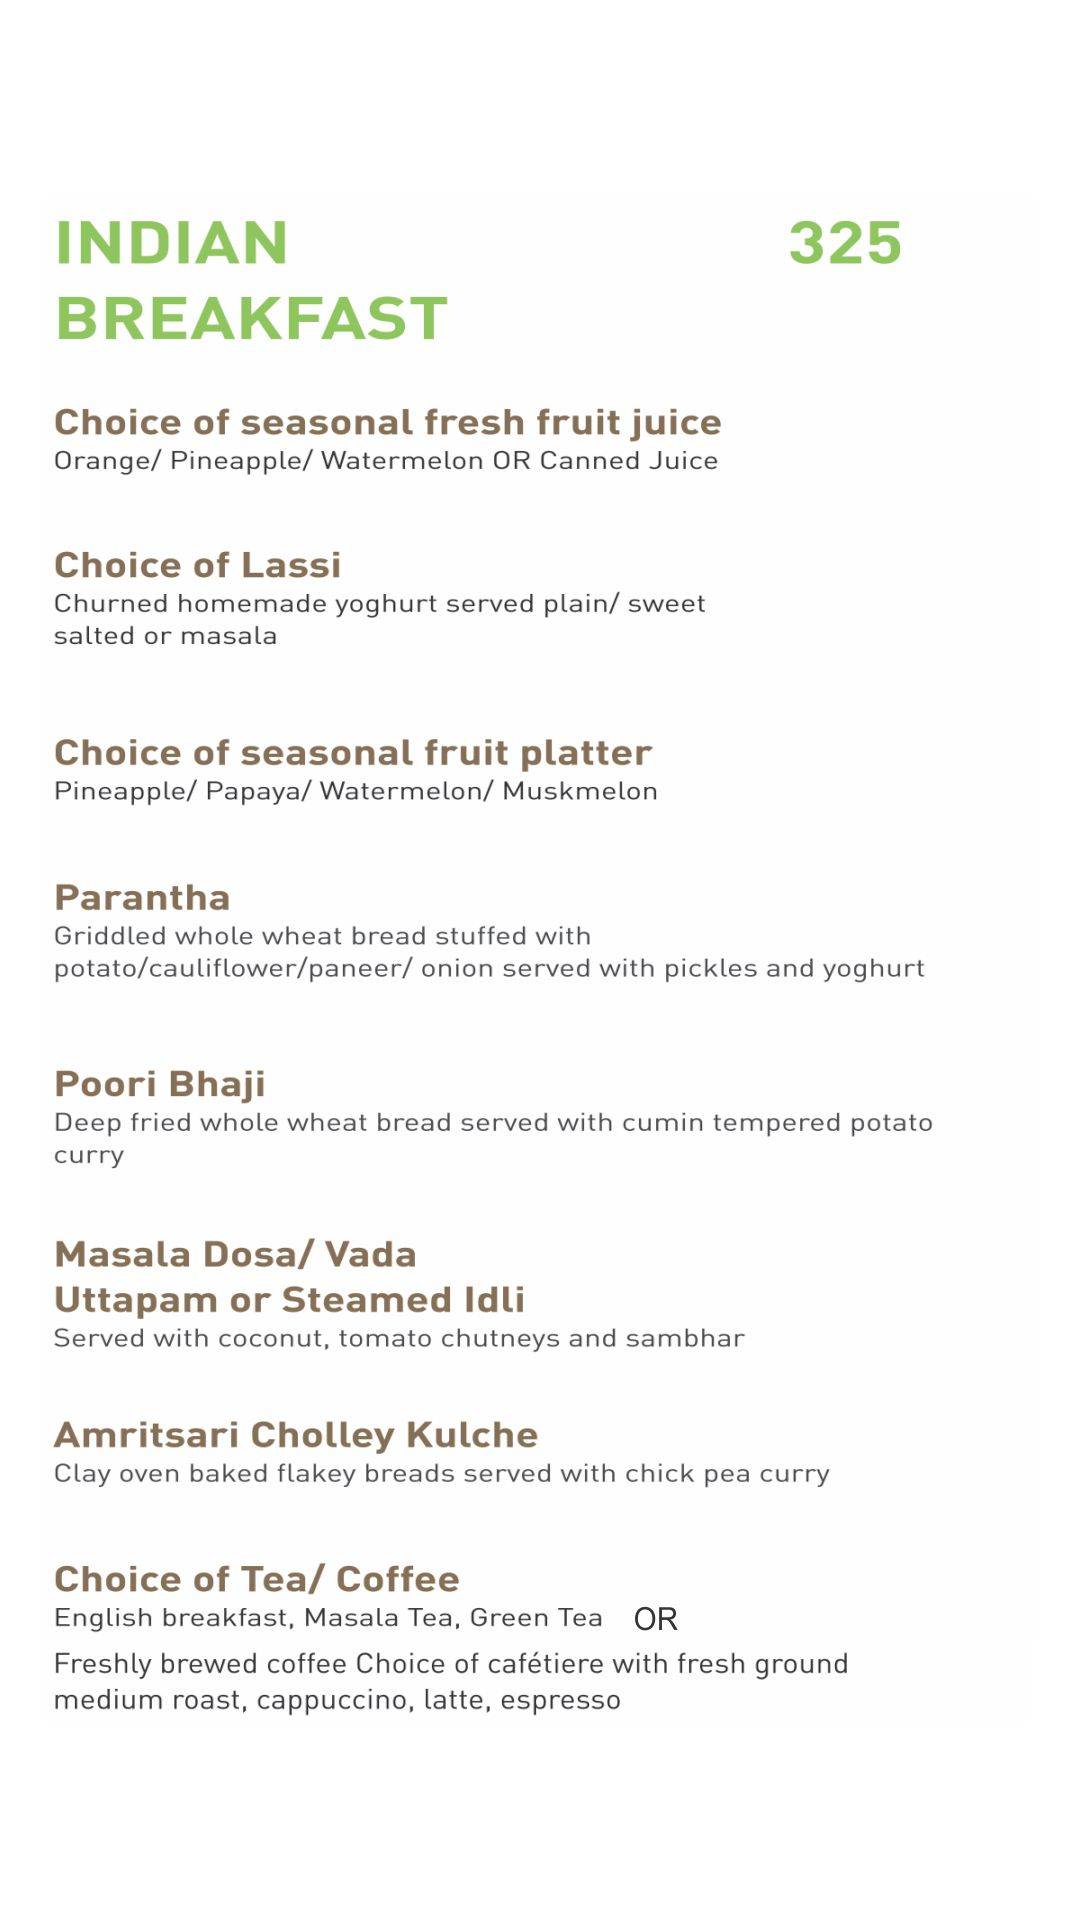 INDIAN 325
BREAKFAST
Choice of seasonal fresh fruit juice
Orange/ Pineapple/ Watermelon OR Canned Juice
Choice of Lassi
Churned homemade yoghurt served plain/ sweet
salted or masala
Choice of seasonal fruit platter
Pineapple/ Papaya/ Watermelon/ Muskmelon
Parantha
Griddled whole wheat bread stuffed with
potato/cauliflower/paneer/ onion served with pickles and yoghurt
Poori Bhaji
Deep fried whole wheat bread served with cumin tempered potato
curry
Masala Dosa/ Vada
Uttapam or Steamed Idli
Served with coconut, tomato chutneys and sambhar
Amritsari Cholley Kulche
Clay oven baked flakey breads served with chick pea curry
Choice of Tea/ Coffee
English breakfast, Masala Tea, Green Tea OR
Freshly brewed coffee Choice of cafétiere with fresh ground
medium roast, cappuccino, latte, espresso